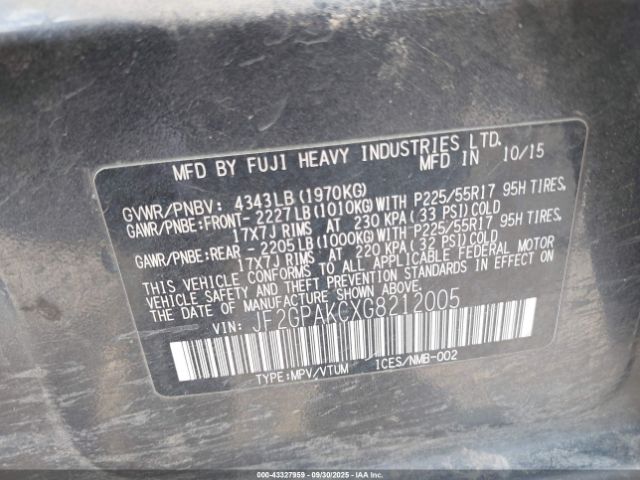 MFD BY FUJI HEAVY INDUSTRIES LTD.
MFD IN 10/15
GVWR/PNBV: 4343LB(1970KG)
GAWR/PNBE:FRONT- 2227LB(1010KG)WITH P225/55R17 95H TIRES,
17X7J RIMS AT 230 KPA(33 PSI)COLD
GAWR/PNBE:REAR - 2205LB(1000KG)WITH P225/55R17 95H TIRES,
17X7J RIMS AT 220 KPA(32 PSI)COLD
THIS VEHICLE CONFORMS TO ALL APPLICABLE FEDERAL MOTOR
VEHICLE SAFETY AND THEFT PREVENTION STANDARDS IN EFFECT ON
THE DATE OF MANUFACTURE SHOWN ABOVE.
VIN: JF2GPAKCXG8212005
TYPE:MPV/VTUM ICES/NMB-002
000-43327959 | 09/30/2025 | IAAI.COM